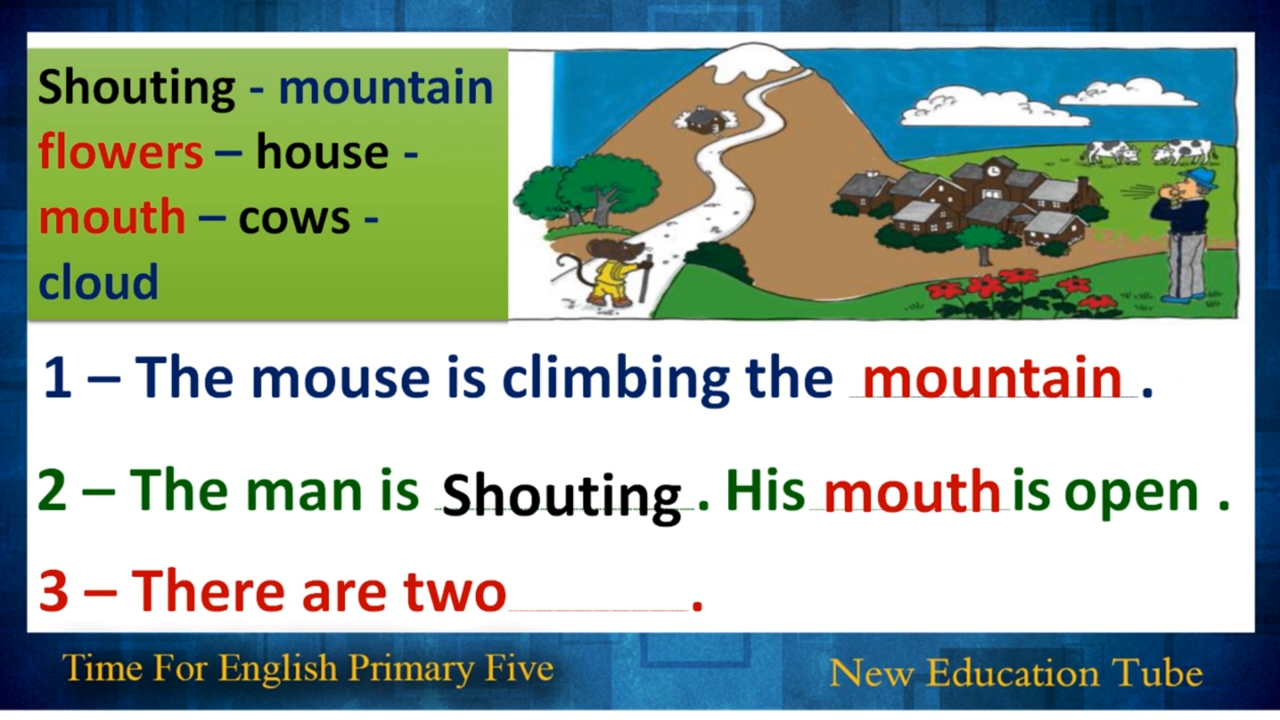 Shouting - mountain
flowers – house -
mouth – cows -
cloud
1 – The mouse is climbing the mountain.
2 – The man is Shouting. His mouth is open .
3 – There are two .
Time For English Primary Five
New Education Tube